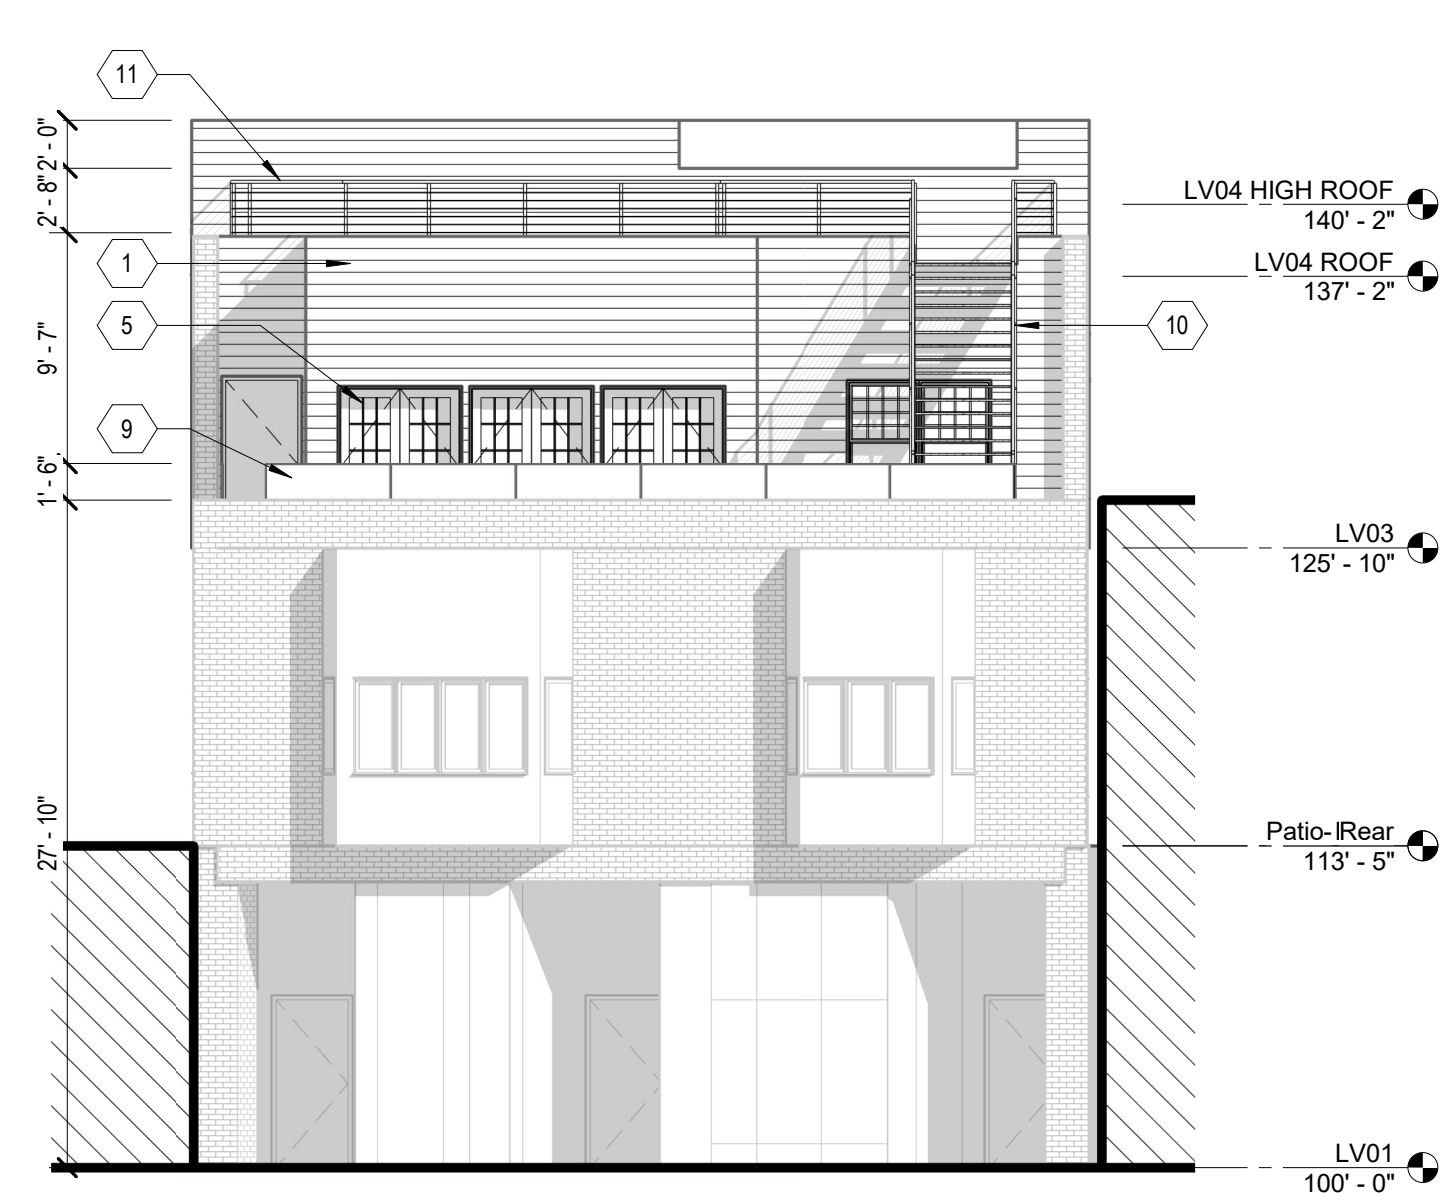 11
2' - 0"
2' - 8"
LV04 HIGH ROOF
140' - 2"
1
LV04 ROOF
137' - 2"
5
10
9' - 7"
9
1' - 6"
LV03
125' - 10"
27' - 10"
Patio- Rear
113' - 5"
LV01
100' - 0"